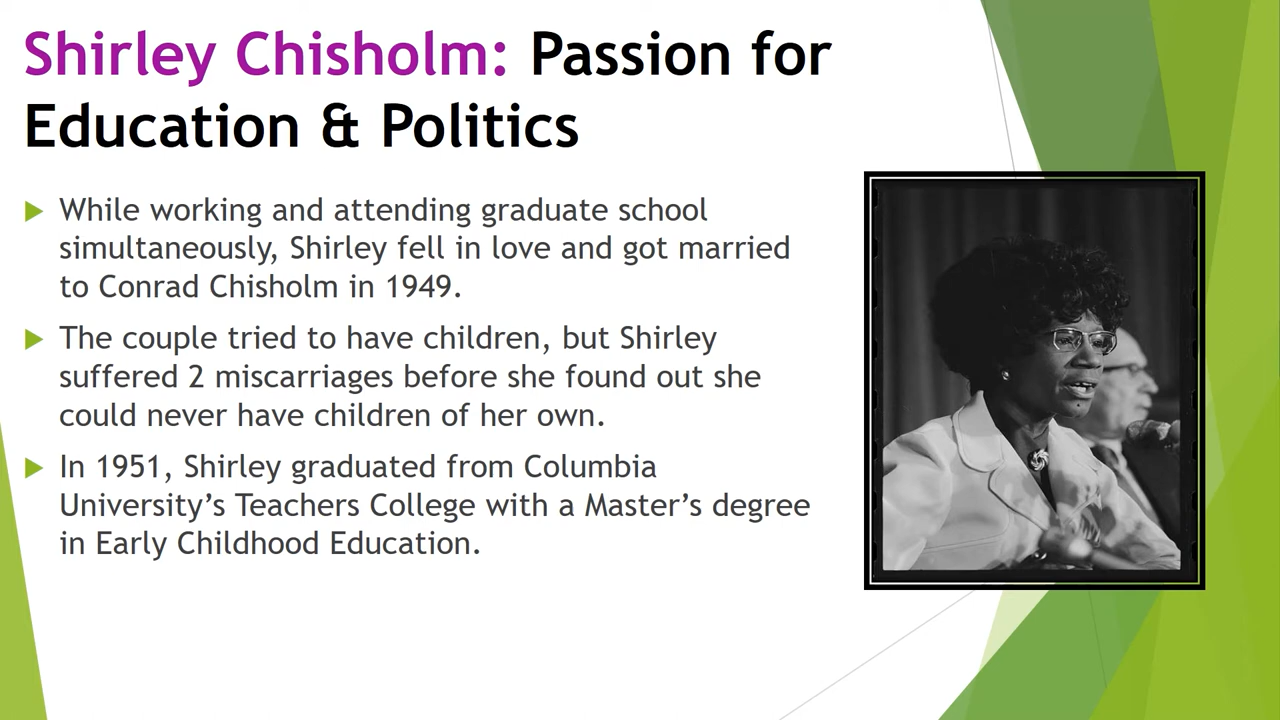 Shirley Chisholm: Passion for
Education & Politics
While working and attending graduate school
simultaneously, Shirley fell in love and got married
to Conrad Chisholm in 1949.
The couple tried to have children, but Shirley
suffered 2 miscarriages before she found out she
could never have children of her own.
In 1951, Shirley graduated from Columbia
University’s Teachers College with a Master’s degree
in Early Childhood Education.